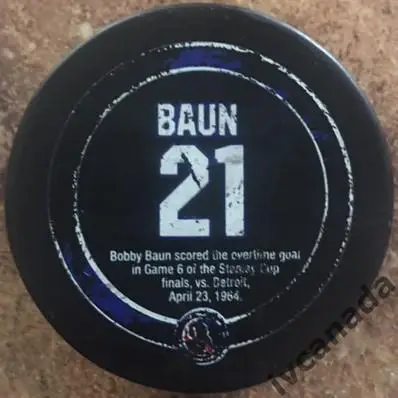 BAUN
21
Bobby Baun scored the overtime goal
in Game 6 of the Stanley Cup
finals, vs. Detroit,
April 23, 1964.
ivcanada